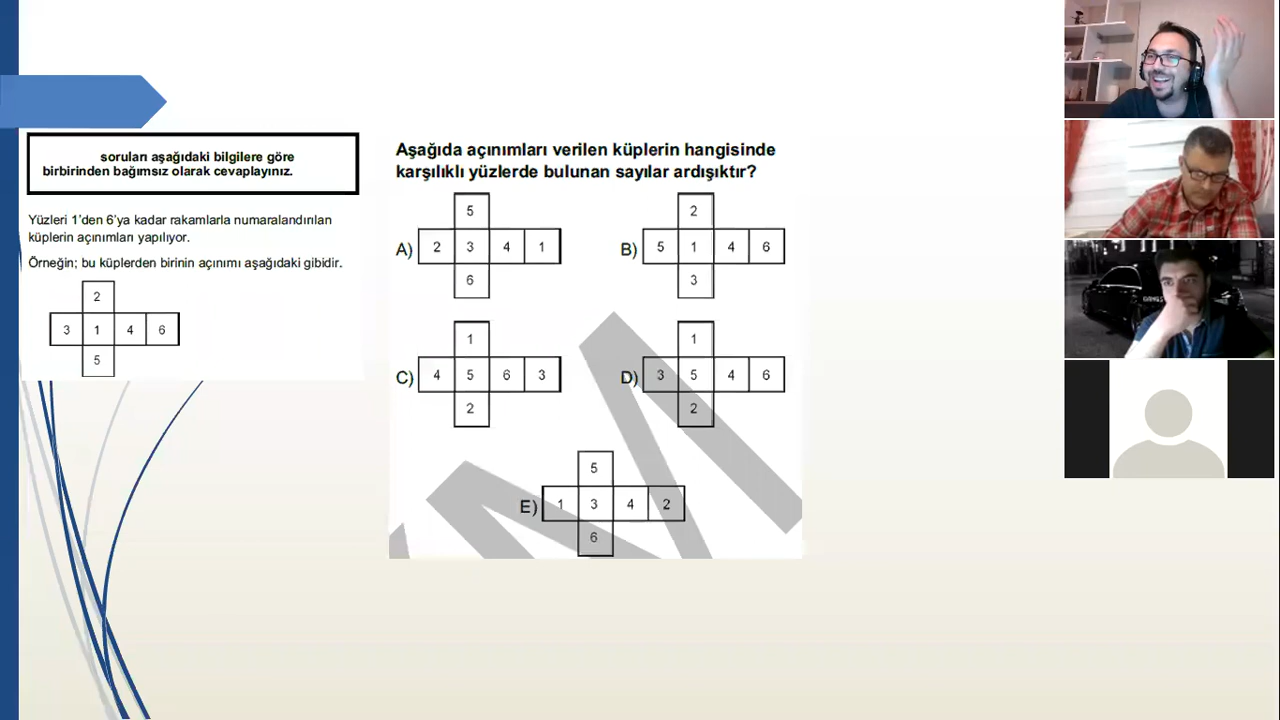 soruları aşağıdaki bilgilere göre
birbirinden bağımsız olarak cevaplayınız.
Yüzleri 1'den 6'ya kadar rakamlarla numaralandırılan
küplerin açınımları yapılıyor.
Örneğin; bu küplerden birinin açınımı aşağıdaki gibidir.
2
3 1 4 6
5
Aşağıda açınımları verilen küplerin hangisinde
karşılıklı yüzlerde bulunan sayılar ardışıktır?
5
A) 2 3 4 1
6
2
B) 5 1 4 6
3
1
C) 4 5 6 3
2
1
D) 3 5 4 6
2
5
E) 1 3 4 2
6